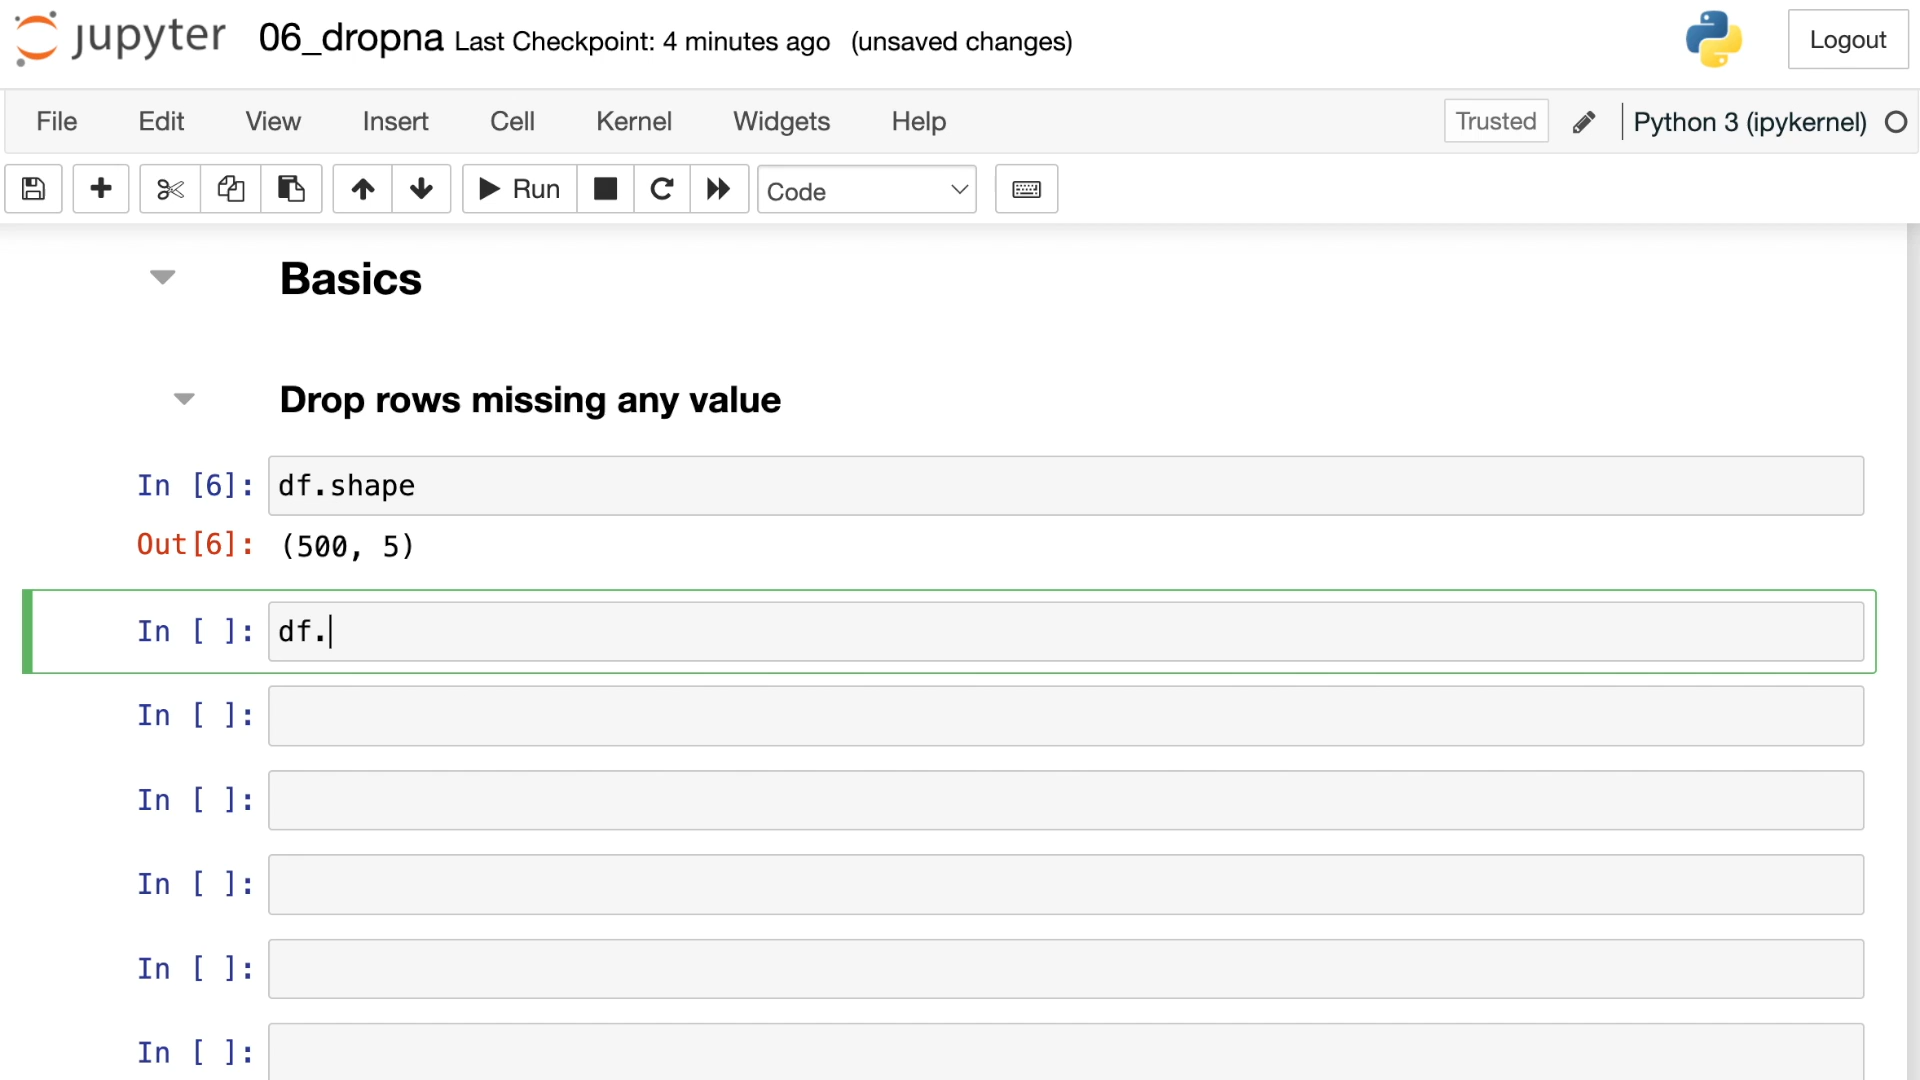 jupyter 06_dropna Last Checkpoint: 4 minutes ago (unsaved changes) Logout
File Edit View Insert Cell Kernel Widgets Help Trusted Python 3 (ipykernel)
Run Code
Basics
Drop rows missing any value
In [6]: df.shape
Out[6]: (500, 5)
In [ ]: df.
In [ ]:
In [ ]:
In [ ]:
In [ ]:
In [ ]: